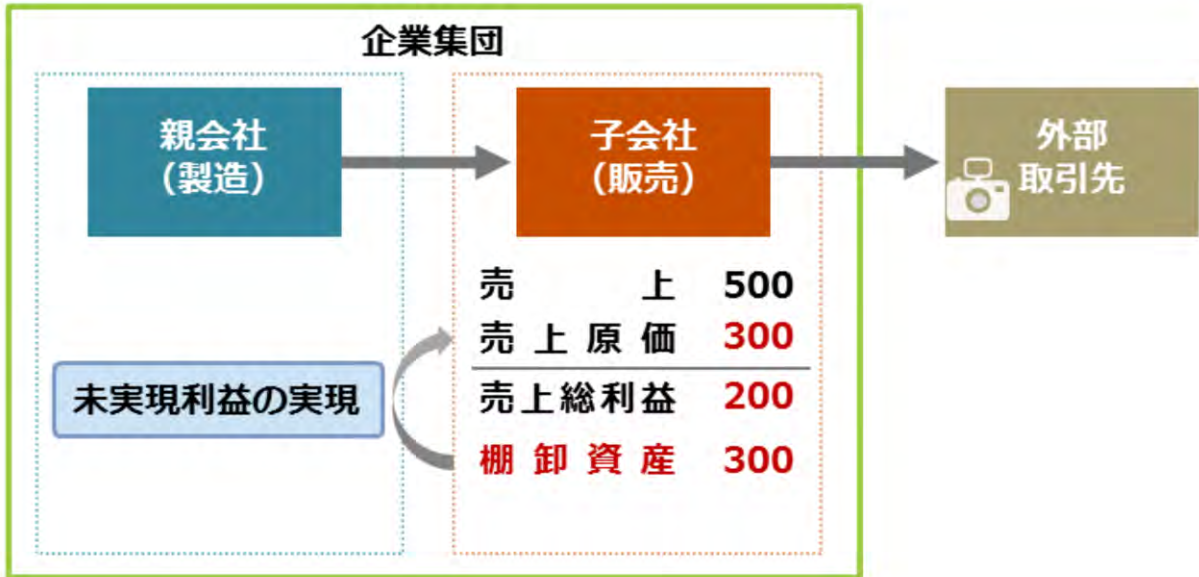 企業集団
親会社
(製造)
子会社
(販売)
外部
取引先
売上 500
売上原価 300
売上総利益 200
棚卸資産 300
未実現利益の実現